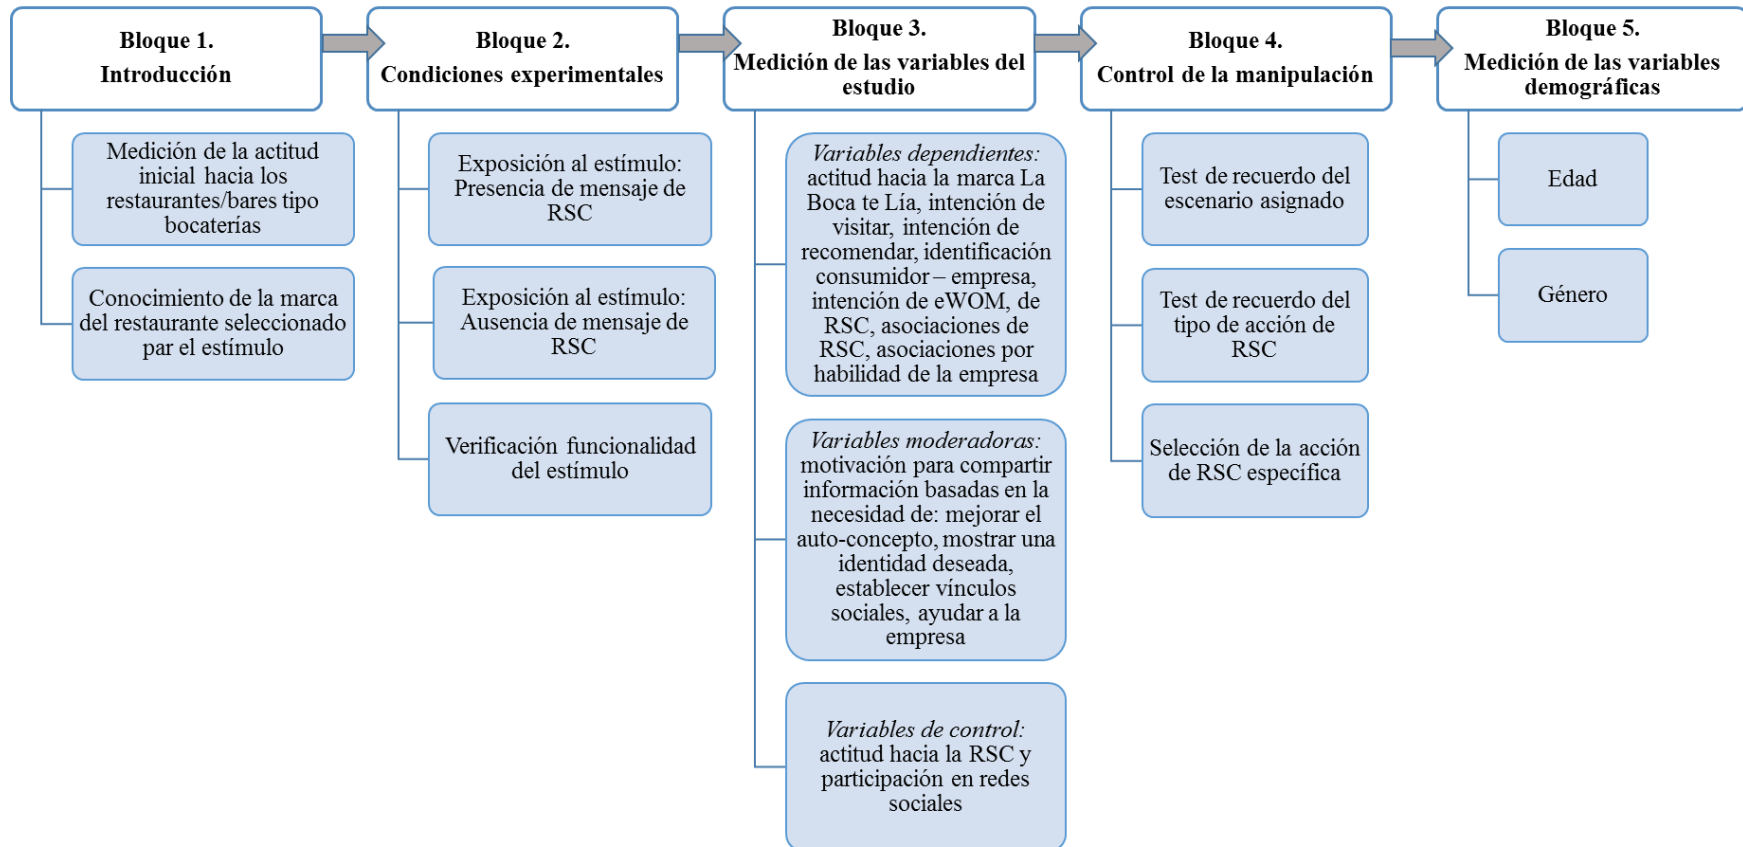 Bloque 1.
Introducción
Medición de la actitud
inicial hacia los
restaurantes/bares tipo
bocaterías
Conocimiento de la marca
del restaurante seleccionado
par el estímulo
Bloque 2.
Condiciones experimentales
Exposición al estímulo:
Presencia de mensaje de
RSC
Exposición al estímulo:
Ausencia de mensaje de
RSC
Verificación funcionalidad
del estímulo
Bloque 3.
Medición de las variables del
estudio
Variables dependientes:
actitud hacia la marca La
Boca te Lía, intención de
visitar, intención de
recomendar, identificación
consumidor – empresa,
intención de eWOM, de
RSC, asociaciones de
RSC, asociaciones por
habilidad de la empresa
Variables moderadoras:
motivación para compartir
información basadas en la
necesidad de: mejorar el
auto-concepto, mostrar una
identidad deseada,
establecer vínculos
sociales, ayudar a la
empresa
Variables de control:
actitud hacia la RSC y
participación en redes
sociales
Bloque 4.
Control de la manipulación
Test de recuerdo del
escenario asignado
Test de recuerdo del
tipo de acción de
RSC
Selección de la acción
de RSC específica
Bloque 5.
Medición de las variables
demográficas
Edad
Género